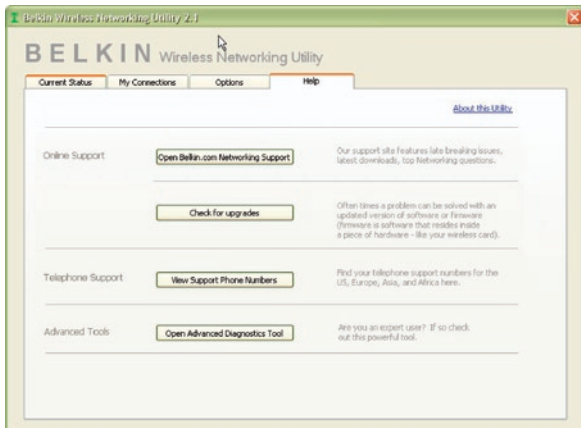 Belkin Wireless Networking Utility 2.1
BELKIN Wireless Networking Utility
Current Status
My Connections
Options
Help
About this Utility
Online Support
Open Belkin.com Networking Support
Our support site features late breaking issues,
latest downloads, top Networking questions.
Check for upgrades
Often times a problem can be solved with an
updated version of software or firmware
(firmware is software that resides inside
a piece of hardware - like your wireless card).
Telephone Support
View Support Phone Numbers
Find your telephone support numbers for the
US, Europe, Asia, and Africa here.
Advanced Tools
Open Advanced Diagnostics Tool
Are you an expert user? If so check
out this powerful tool.